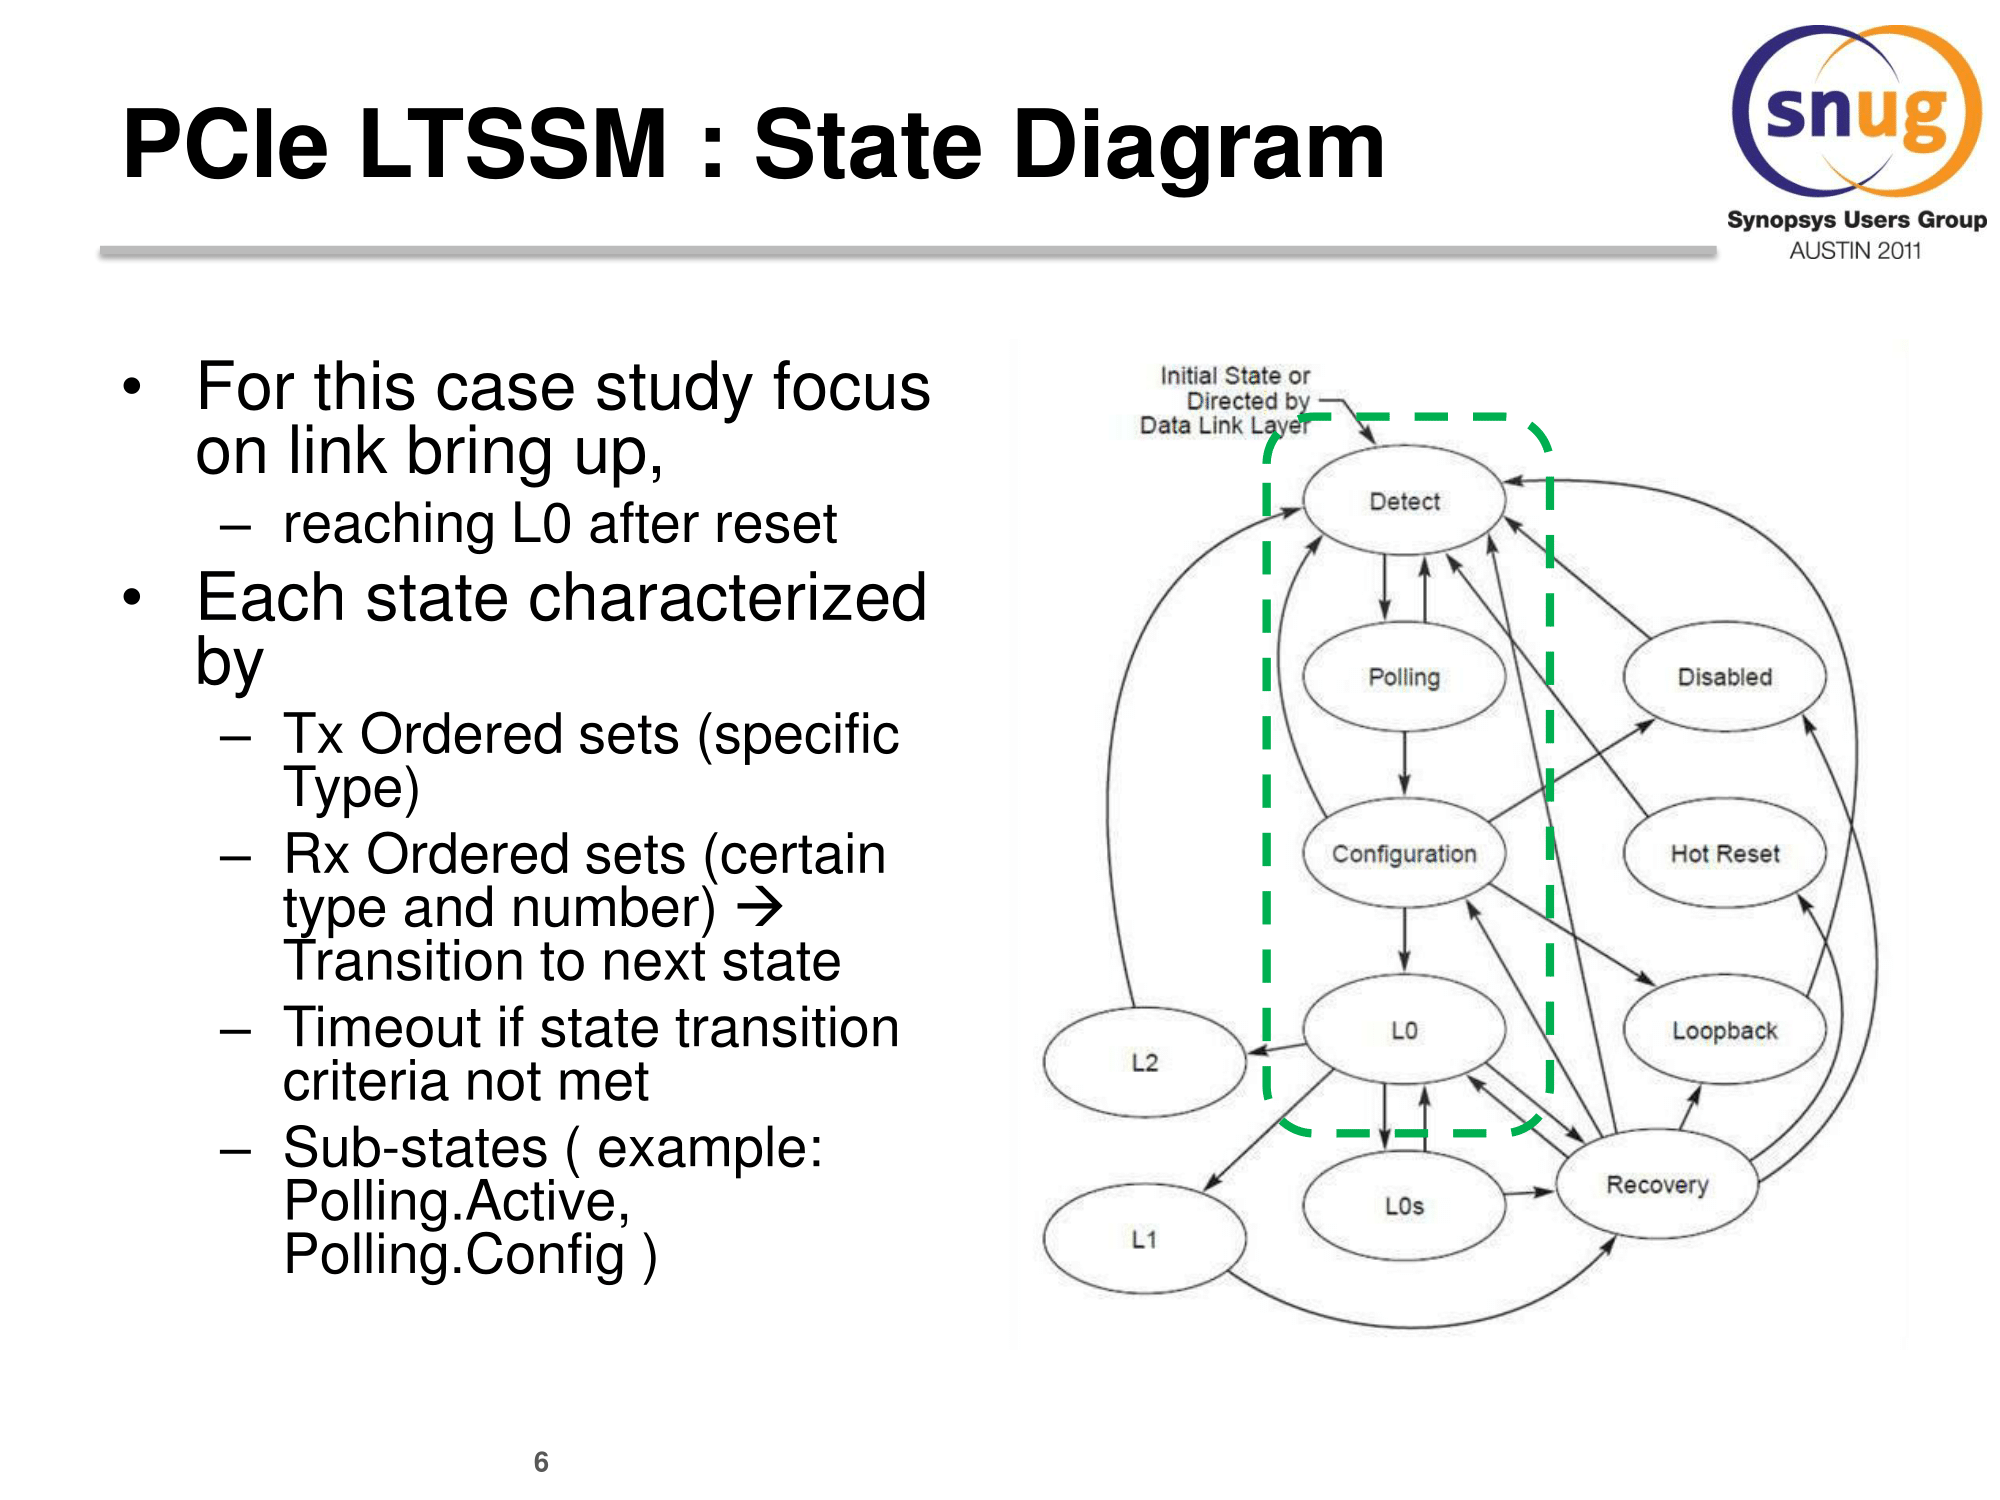 PCIe LTSSM : State Diagram
snug
Synopsys Users Group
AUSTIN 2011
• For this case study focus
on link bring up,
– reaching L0 after reset
• Each state characterized
by
– Tx Ordered sets (specific
Type)
– Rx Ordered sets (certain
type and number) →
Transition to next state
– Timeout if state transition
criteria not met
– Sub-states ( example:
Polling.Active,
Polling.Config )
Initial State or
Directed by
Data Link Layer
Detect
Polling
Disabled
Configuration
Hot Reset
L0
Loopback
L2
Recovery
L0s
L1
6